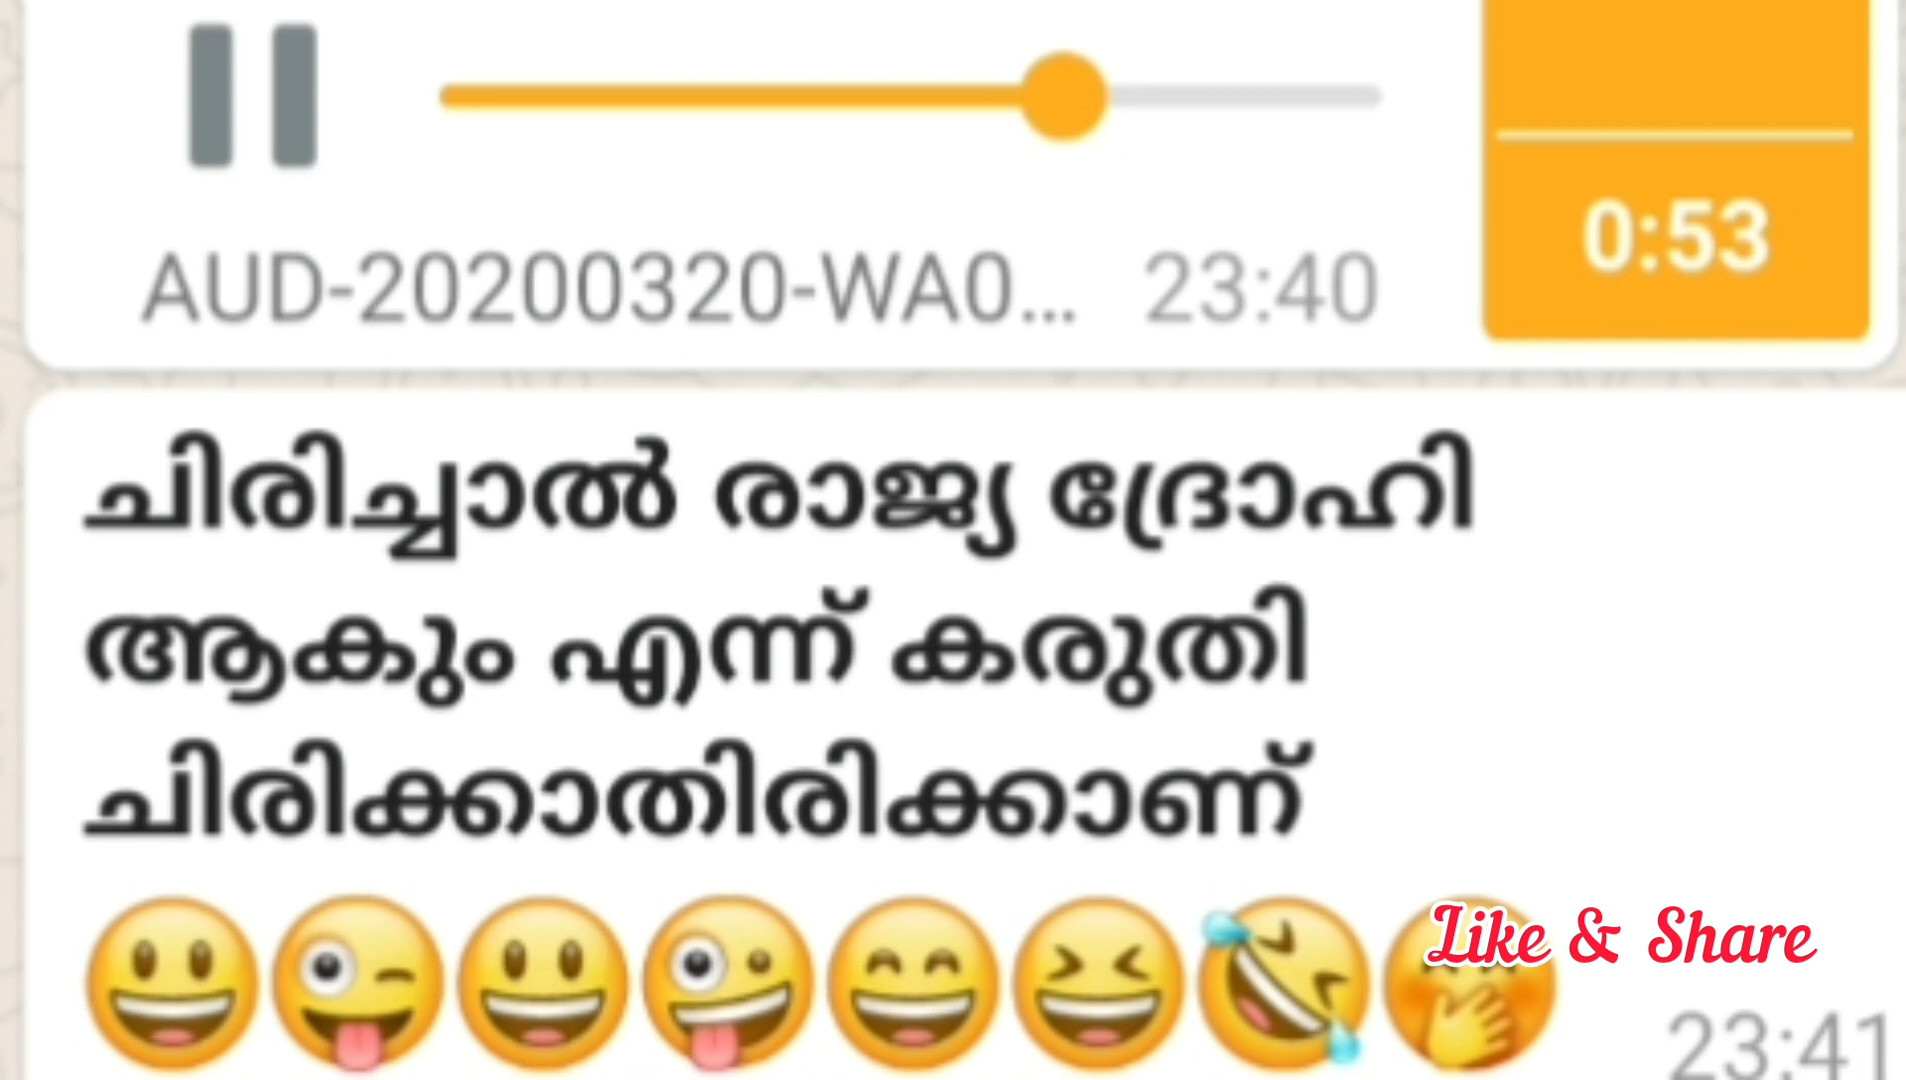 0:53
AUD-20200320-WA0... 23:40
ചിരിച്ചാൽ രാജ്യ ദ്രോഹി
ആകും എന്ന് കരുതി
ചിരിക്കാതിരിക്കാണ്
😃😜😃🤪😄😆🤣🤭
Like & Share
23:41